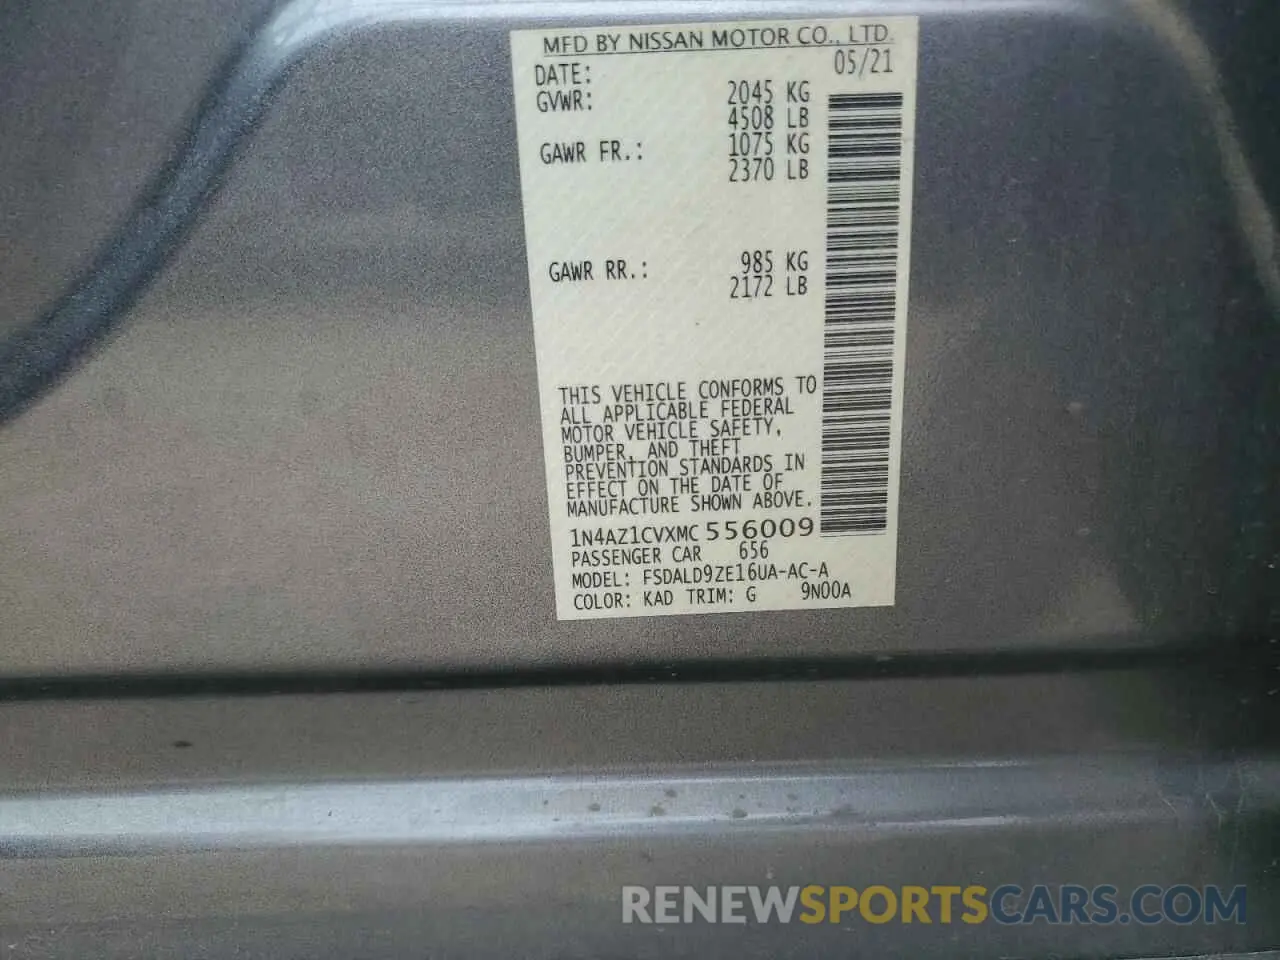 MFD BY NISSAN MOTOR CO., LTD.
DATE: 05/21
GVWR: 2045 KG
4508 LB
GAWR FR.: 1075 KG
2370 LB
GAWR RR.: 985 KG
2172 LB
THIS VEHICLE CONFORMS TO
ALL APPLICABLE FEDERAL
MOTOR VEHICLE SAFETY,
BUMPER, AND THEFT
PREVENTION STANDARDS IN
EFFECT ON THE DATE OF
MANUFACTURE SHOWN ABOVE.
1N4AZ1CVXMC556009
PASSENGER CAR 656
MODEL: FSDALD9ZE16UA-AC-A
COLOR: KAD TRIM: G 9N00A
RENEWSPORTSCARS.COM